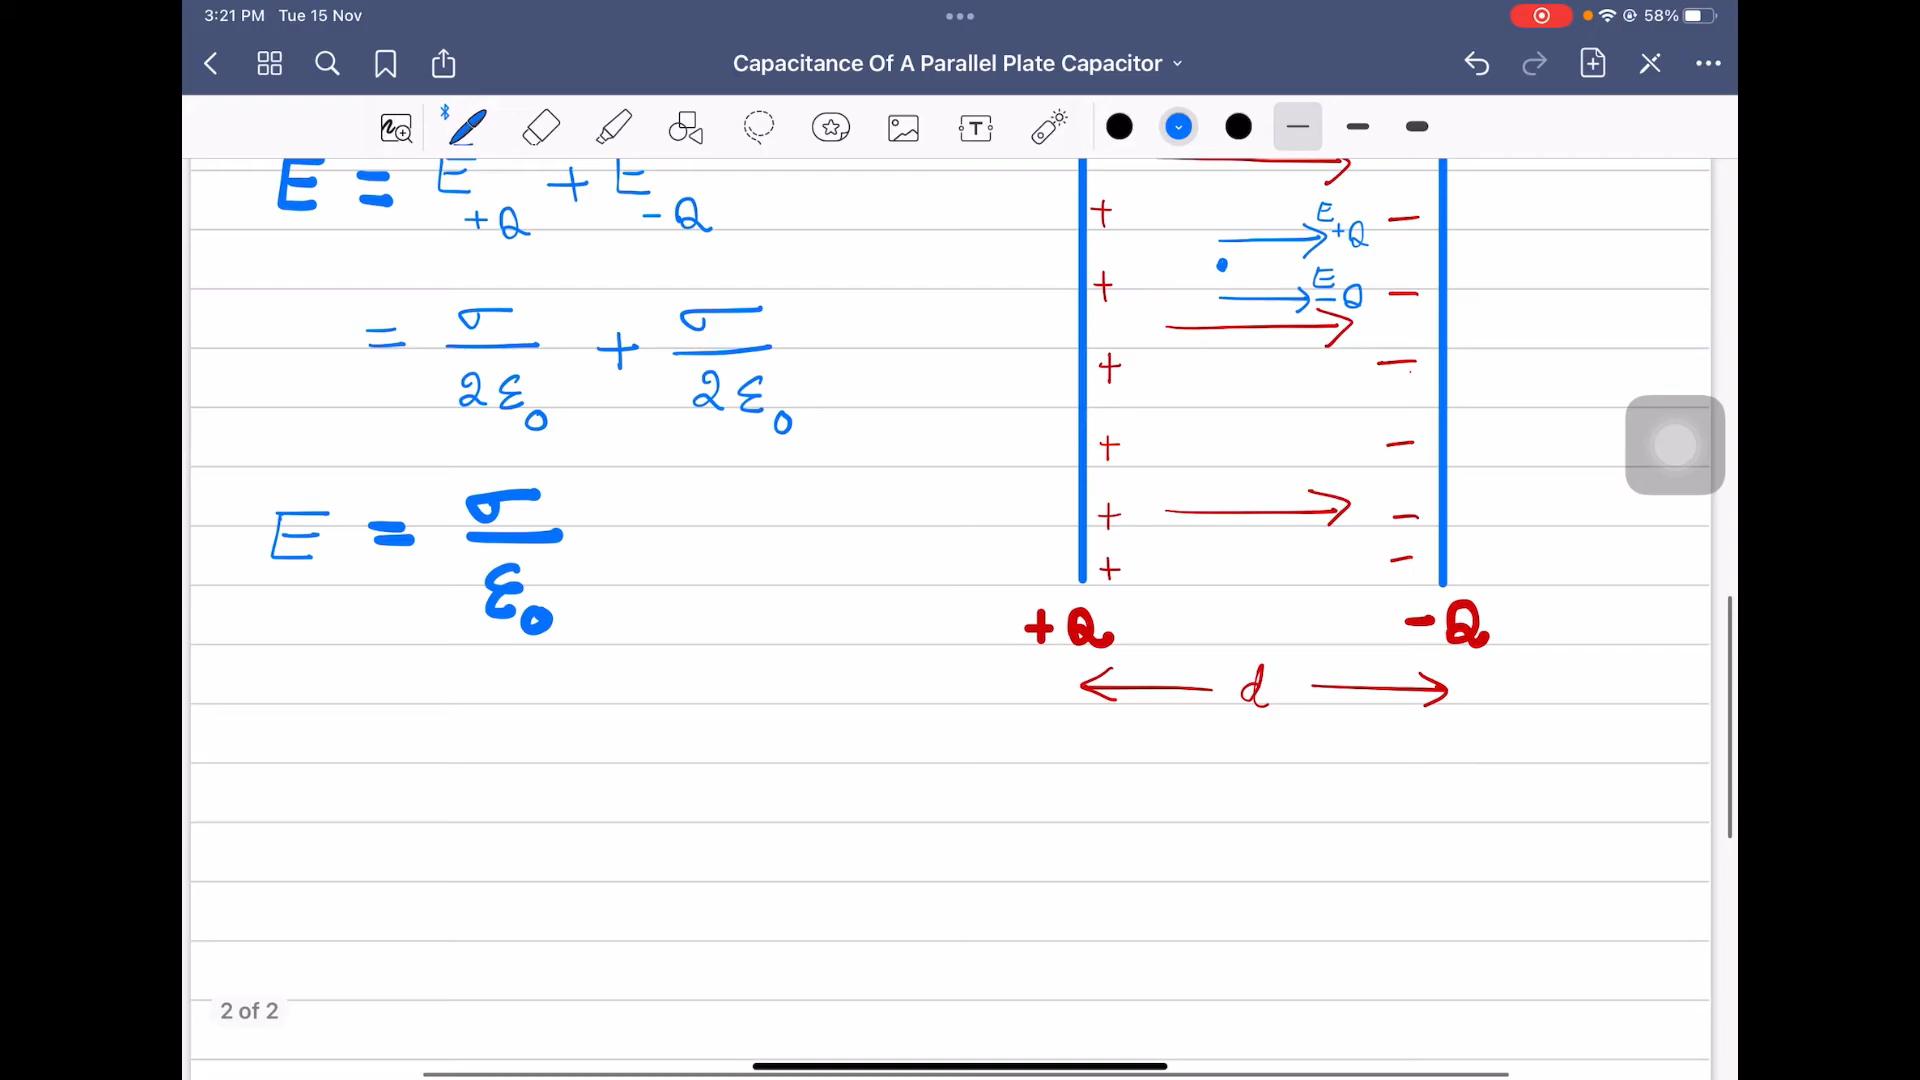 3:21 PM Tue 15 Nov
58%
Capacitance Of A Parallel Plate Capacitor
T
E = E+Q + E-Q
= σ/2ε0 + σ/2ε0
E = σ/ε0
+ −
E+Q
+ −
E-Q
+ −
+ −
+ −
+ −
+Q -Q
d
2 of 2